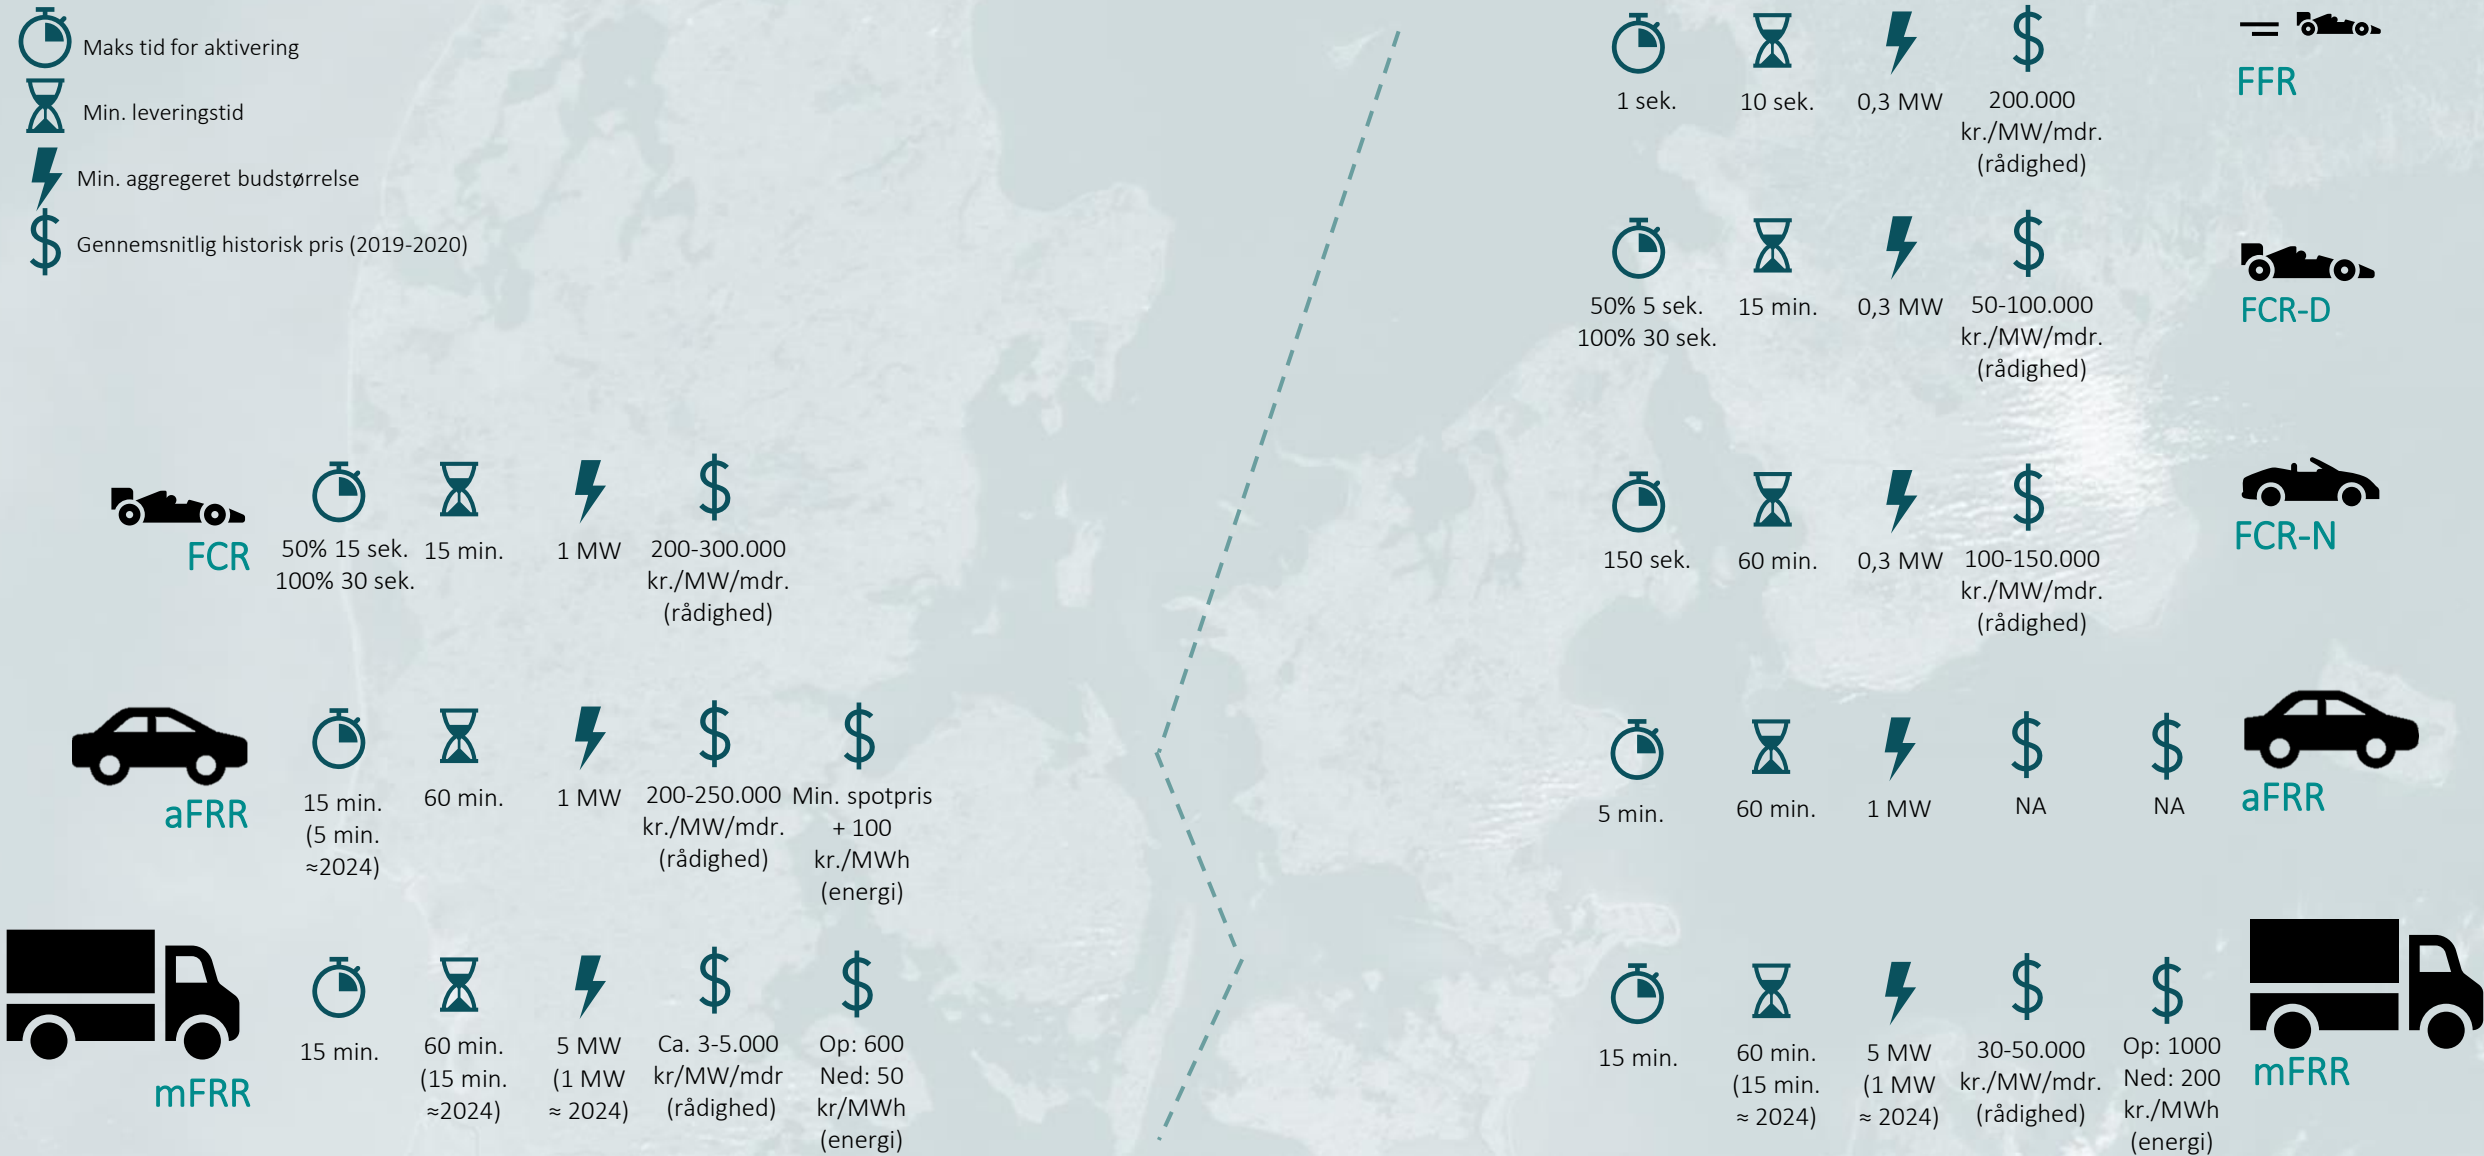 Maks tid for aktivering
Min. leveringstid
Min. aggregeret budstørrelse
Gennemsnitlig historisk pris (2019-2020)
FCR
50% 15 sek.
100% 30 sek.
15 min.
1 MW
200-300.000
kr./MW/mdr.
(rådighed)
aFRR
15 min.
(5 min.
≈2024)
60 min.
1 MW
200-250.000
kr./MW/mdr.
(rådighed)
Min. spotpris
+ 100
kr./MWh
(energi)
mFRR
15 min.
60 min.
(15 min.
≈2024)
5 MW
(1 MW
≈ 2024)
Ca. 3-5.000
kr/MW/mdr
(rådighed)
Op: 600
Ned: 50
kr/MWh
(energi)
1 sek.
10 sek.
0,3 MW
200.000
kr./MW/mdr.
(rådighed)
FFR
50% 5 sek.
100% 30 sek.
15 min.
0,3 MW
50-100.000
kr./MW/mdr.
(rådighed)
FCR-D
150 sek.
60 min.
0,3 MW
100-150.000
kr./MW/mdr.
(rådighed)
FCR-N
5 min.
60 min.
1 MW
NA
NA
aFRR
15 min.
60 min.
(15 min.
≈ 2024)
5 MW
(1 MW
≈ 2024)
30-50.000
kr./MW/mdr.
(rådighed)
Op: 1000
Ned: 200
kr./MWh
(energi)
mFRR